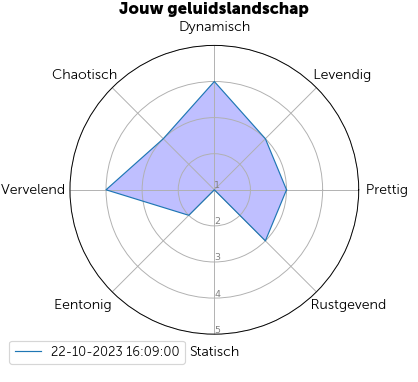 Jouw geluidslandschap
Dynamisch
Chaotisch
Levendig
Vervelend
1
Prettig
2
3
Eentonig
4
Rustgevend
5
22-10-2023 16:09:00
Statisch